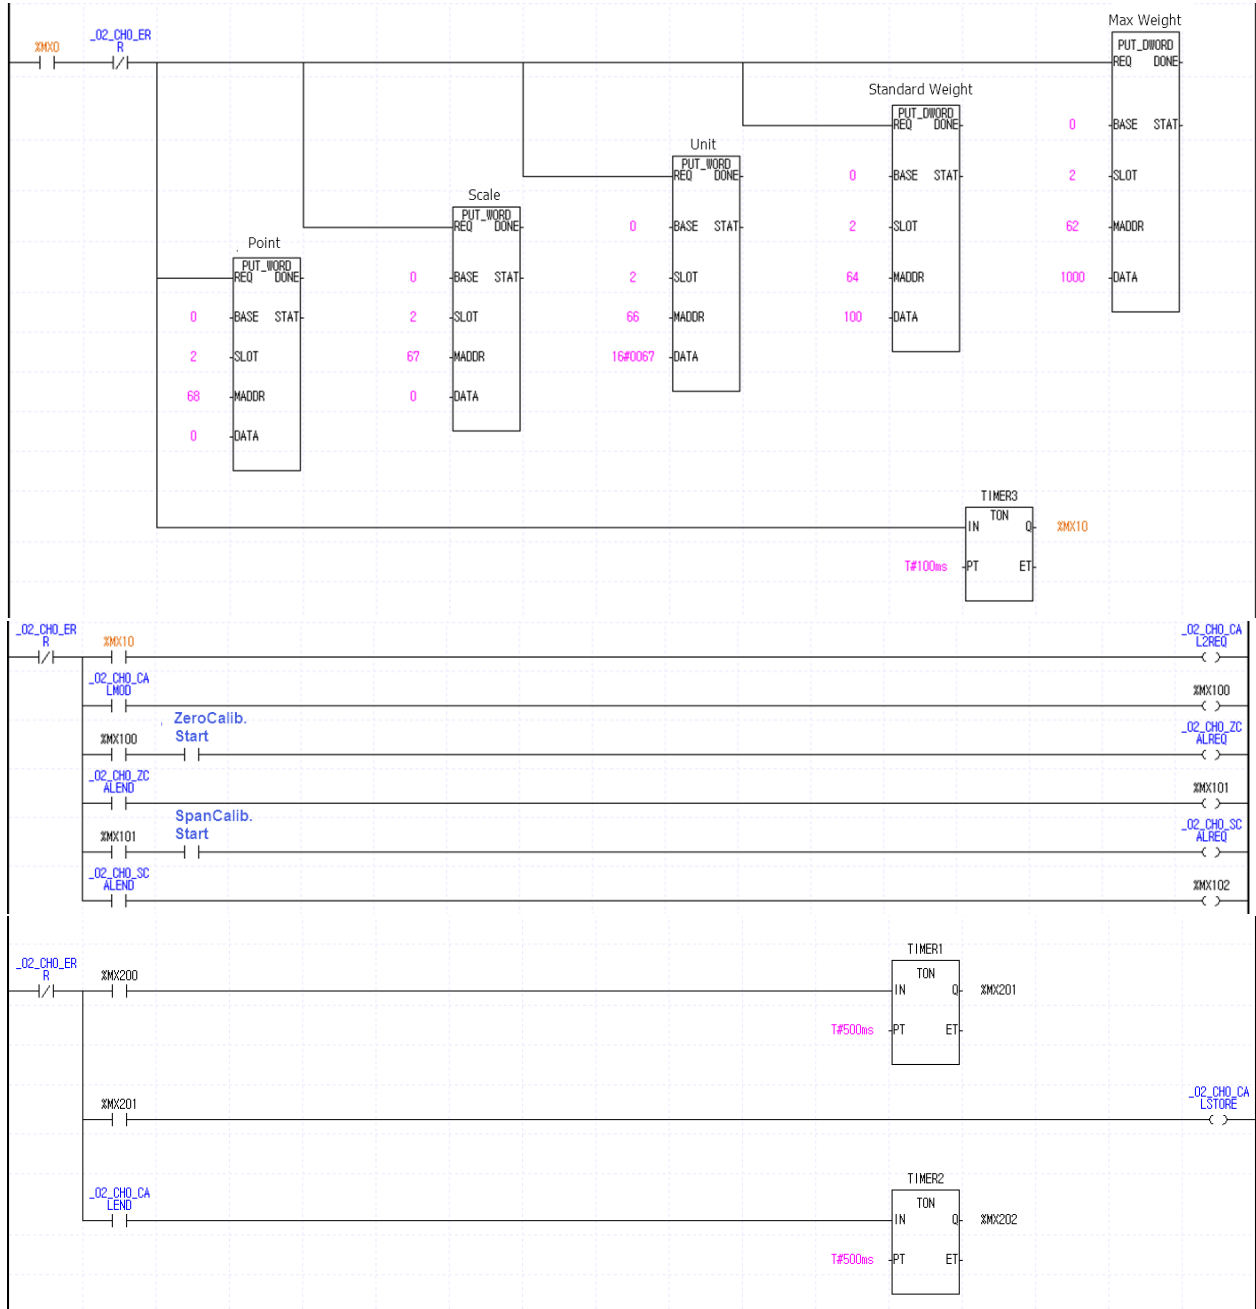 Max Weight
PUT_DWORD
%MX0
_02_CH0_ER
R
REQ DONE
Standard Weight
PUT_DWORD
REQ DONE
0
BASE STAT
Unit
PUT_WORD
REQ DONE
0
BASE STAT
2
SLOT
Scale
PUT_WORD
REQ DONE
0
BASE STAT
2
SLOT
62
MADDR
Point
PUT_WORD
REQ DONE
0
BASE STAT
2
SLOT
64
MADDR
1000
DATA
0
BASE STAT
2
SLOT
66
MADDR
100
DATA
2
SLOT
67
MADDR
16#0067
DATA
68
MADDR
0
DATA
0
DATA
TIMER3
TON
IN Q
%MX10
T#100ms
PT ET
_02_CH0_ER
R
%MX10
_02_CH0_CA
L2REQ
_02_CH0_CA
LMOD
%MX100
%MX100
ZeroCalib.
Start
_02_CH0_ZC
ALREQ
_02_CH0_ZC
ALEND
%MX101
%MX101
SpanCalib.
Start
_02_CH0_SC
ALREQ
_02_CH0_SC
ALEND
%MX102
TIMER1
_02_CH0_ER
R
%MX200
TON
IN Q
%MX201
T#500ms
PT ET
%MX201
_02_CH0_CA
LSTORE
TIMER2
_02_CH0_CA
LEND
TON
IN Q
%MX202
T#500ms
PT ET